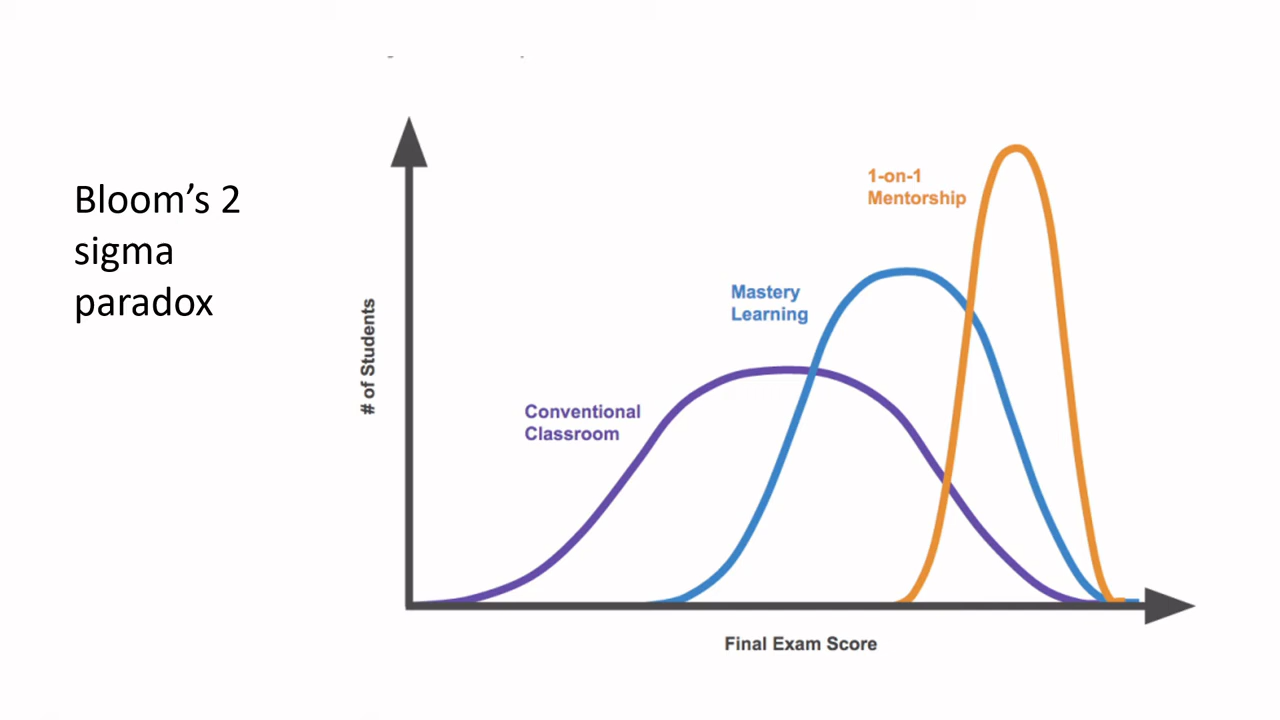 Bloom’s 2
sigma
paradox
1-on-1
Mentorship
Mastery
Learning
Conventional
Classroom
# of Students
Final Exam Score